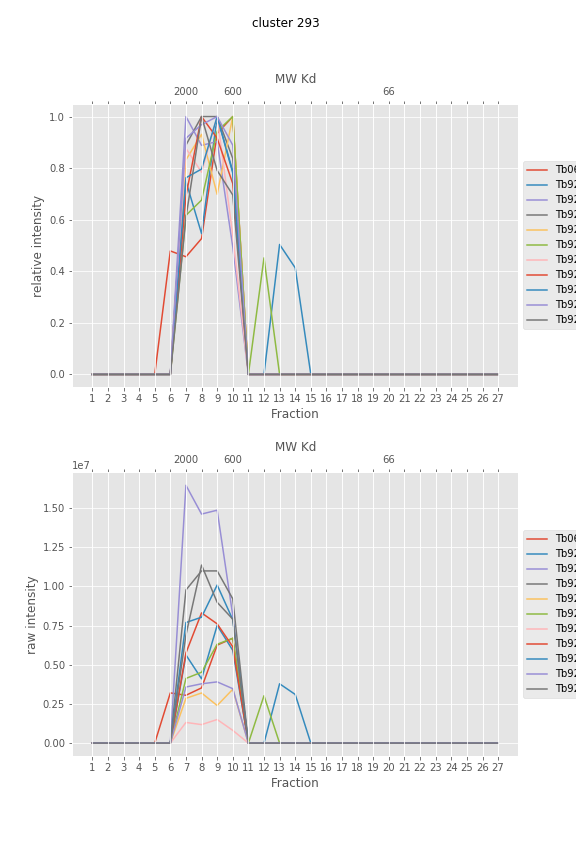 cluster 293
MW Kd
2000 600 66
1.0
0.8
0.6
0.4
0.2
0.0
relative intensity
Tb06
Tb92
Tb92
Tb92
Tb92
Tb92
Tb92
Tb92
Tb92
Tb92
Tb92
1 2 3 4 5 6 7 8 9 10 11 12 13 14 15 16 17 18 19 20 21 22 23 24 25 26 27
Fraction
MW Kd
2000 600 66
1e7
1.50
1.25
1.00
0.75
0.50
0.25
0.00
raw intensity
Tb06
Tb92
Tb92
Tb92
Tb92
Tb92
Tb92
Tb92
Tb92
Tb92
Tb92
1 2 3 4 5 6 7 8 9 10 11 12 13 14 15 16 17 18 19 20 21 22 23 24 25 26 27
Fraction